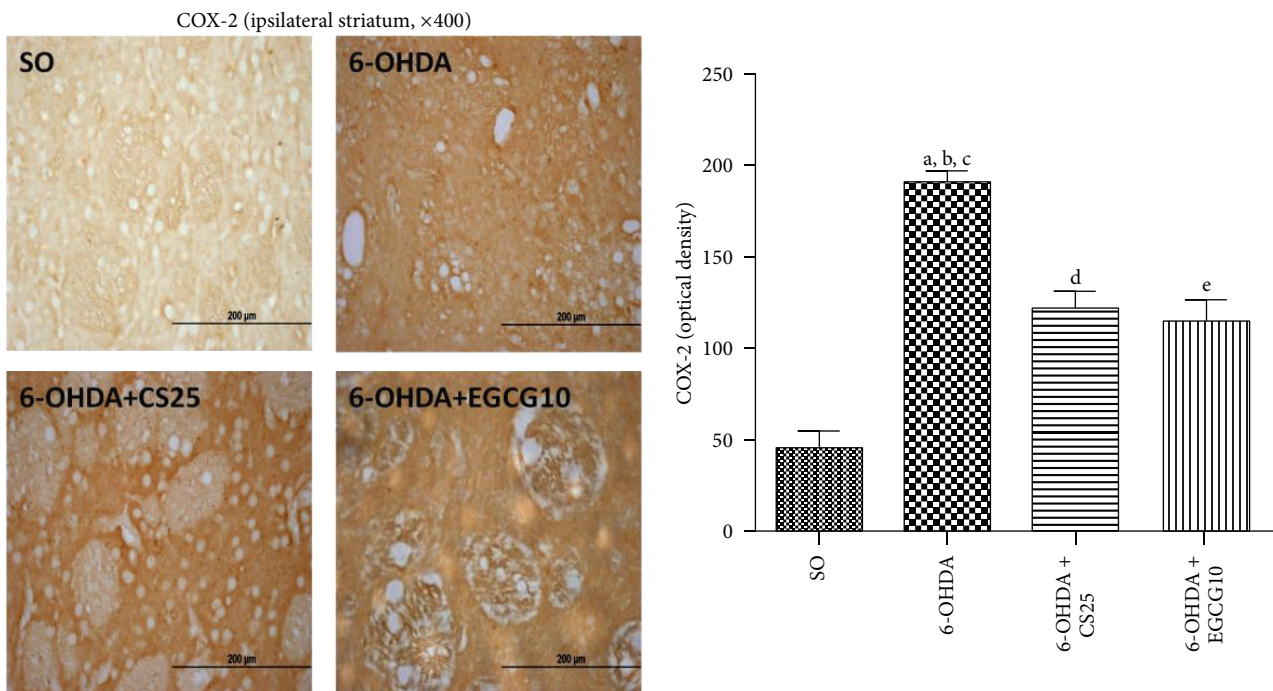 COX-2 (ipsilateral striatum, ×400)
SO
200 µm
6-OHDA
200 µm
6-OHDA+CS25
200 µm
6-OHDA+EGCG10
200 µm
COX-2 (optical density)
250
200
150
100
50
0
a, b, c
d
e
SO
6-OHDA
6-OHDA +
CS25
6-OHDA +
EGCG10